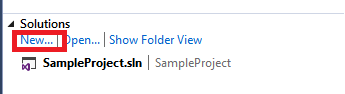 Solutions
New... | Open... | Show Folder View
SampleProject.sln | SampleProject